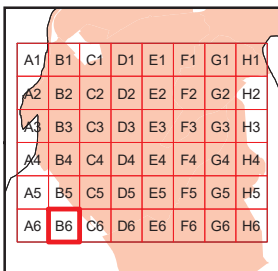 A1 B1 C1 D1 E1 F1 G1 H1
A2 B2 C2 D2 E2 F2 G2 H2
A3 B3 C3 D3 E3 F3 G3 H3
A4 B4 C4 D4 E4 F4 G4 H4
A5 B5 C5 D5 E5 F5 G5 H5
A6 B6 C6 D6 E6 F6 G6 H6